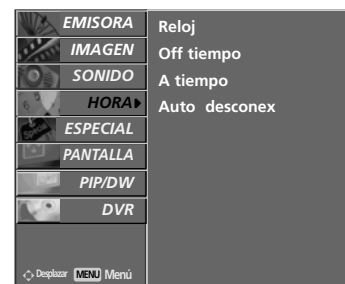 EMISORA
IMAGEN
SONIDO
HORA
ESPECIAL
PANTALLA
PIP/DW
DVR
Desplazar MENU Menú
Reloj
Off tiempo
A tiempo
Auto desconex